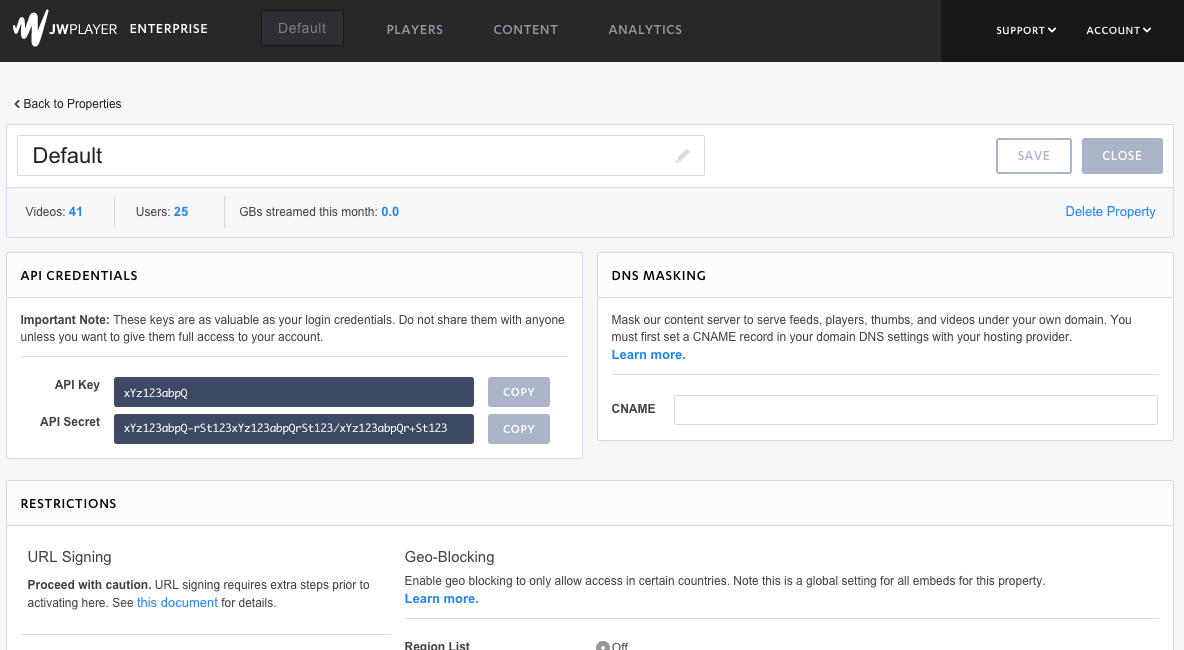 JWPLAYER ENTERPRISE Default PLAYERS CONTENT ANALYTICS SUPPORT ACCOUNT
Back to Properties
Default
SAVE CLOSE
Videos: 41 Users: 25 GBs streamed this month: 0.0 Delete Property
API CREDENTIALS
Important Note: These keys are as valuable as your login credentials. Do not share them with anyone
unless you want to give them full access to your account.
API Key xYz123abpQ COPY
API Secret xYz123abpQ-rSt123xYz123abpQrSt123/xYz123abpQr+St123 COPY
DNS MASKING
Mask our content server to serve feeds, players, thumbs, and videos under your own domain. You
must first set a CNAME record in your domain DNS settings with your hosting provider.
Learn more.
CNAME
RESTRICTIONS
URL Signing
Proceed with caution. URL signing requires extra steps prior to
activating here. See this document for details.
Geo-Blocking
Enable geo blocking to only allow access in certain countries. Note this is a global setting for all embeds for this property.
Learn more.
Region List Off